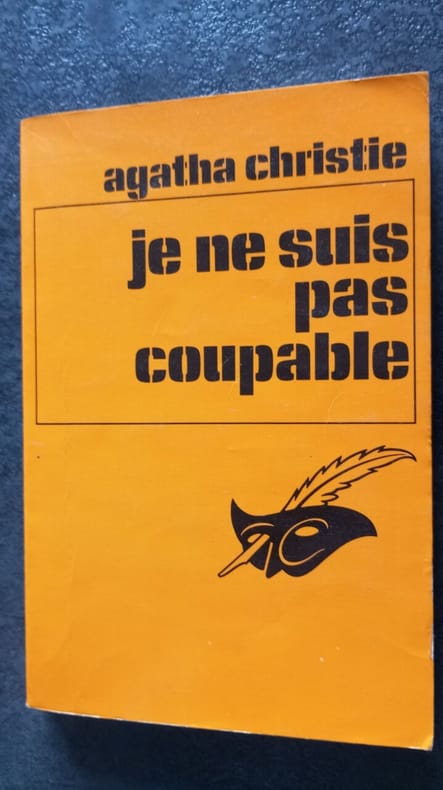 agatha christie
je ne suis
pas
coupable